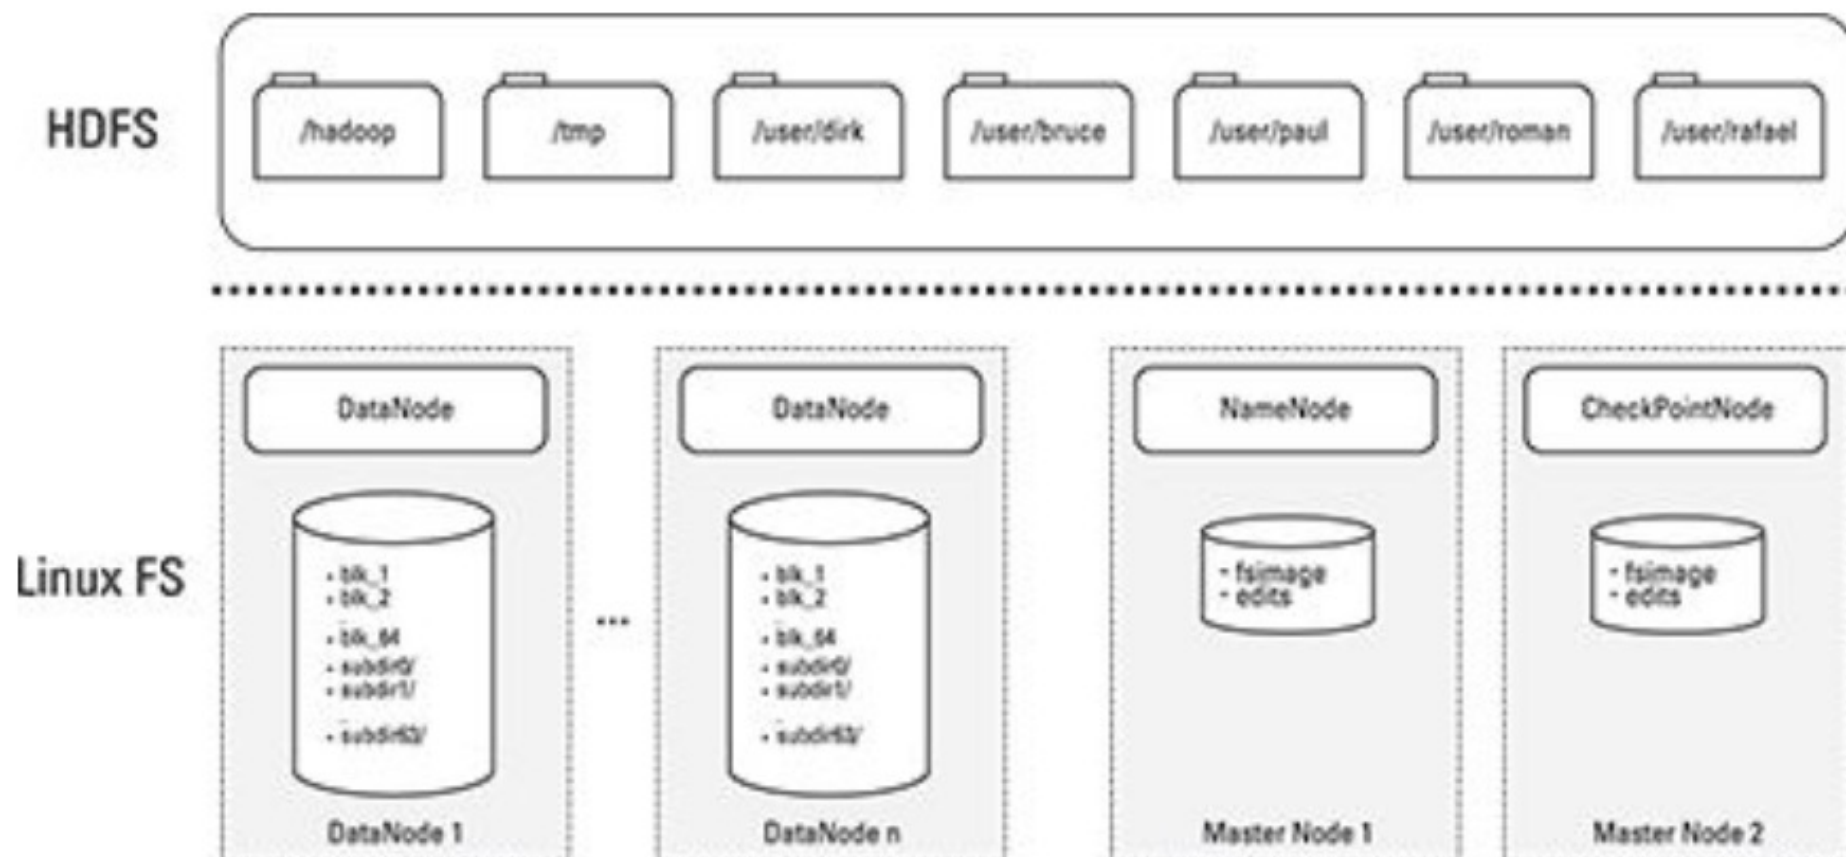 HDFS
/hadoop
/tmp
/user/dirk
/user/bruce
/user/paul
/user/roman
/user/rafael
Linux FS
DataNode
- blk_1
- blk_2
- blk_64
- subdir0/
- subdir1/
- subdir63/
DataNode 1
...
DataNode
- blk_1
- blk_2
- blk_64
- subdir0/
- subdir1/
- subdir63/
DataNode n
NameNode
- fsimage
- edits
Master Node 1
CheckPointNode
- fsimage
- edits
Master Node 2